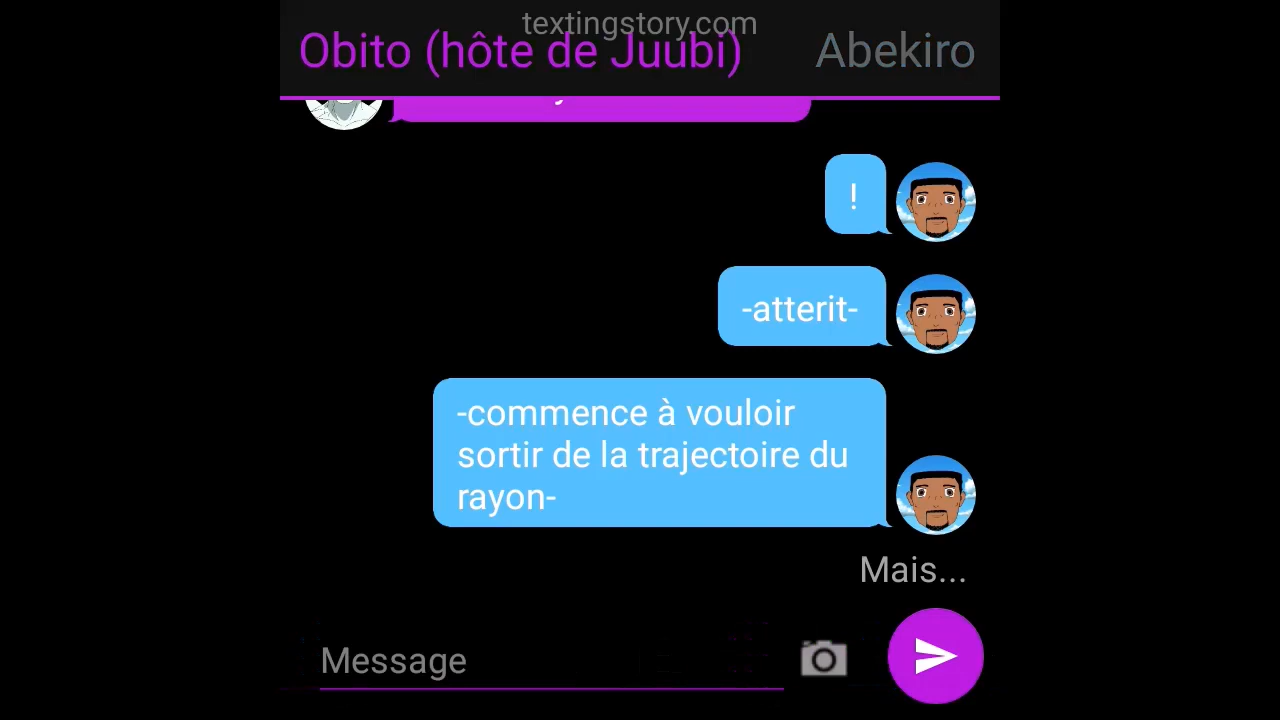 textingstory.com
Obito (hôte de Juubi) Abekiro
!
-atterit-
-commence à vouloir
sortir de la trajectoire du
rayon-
Mais...
Message